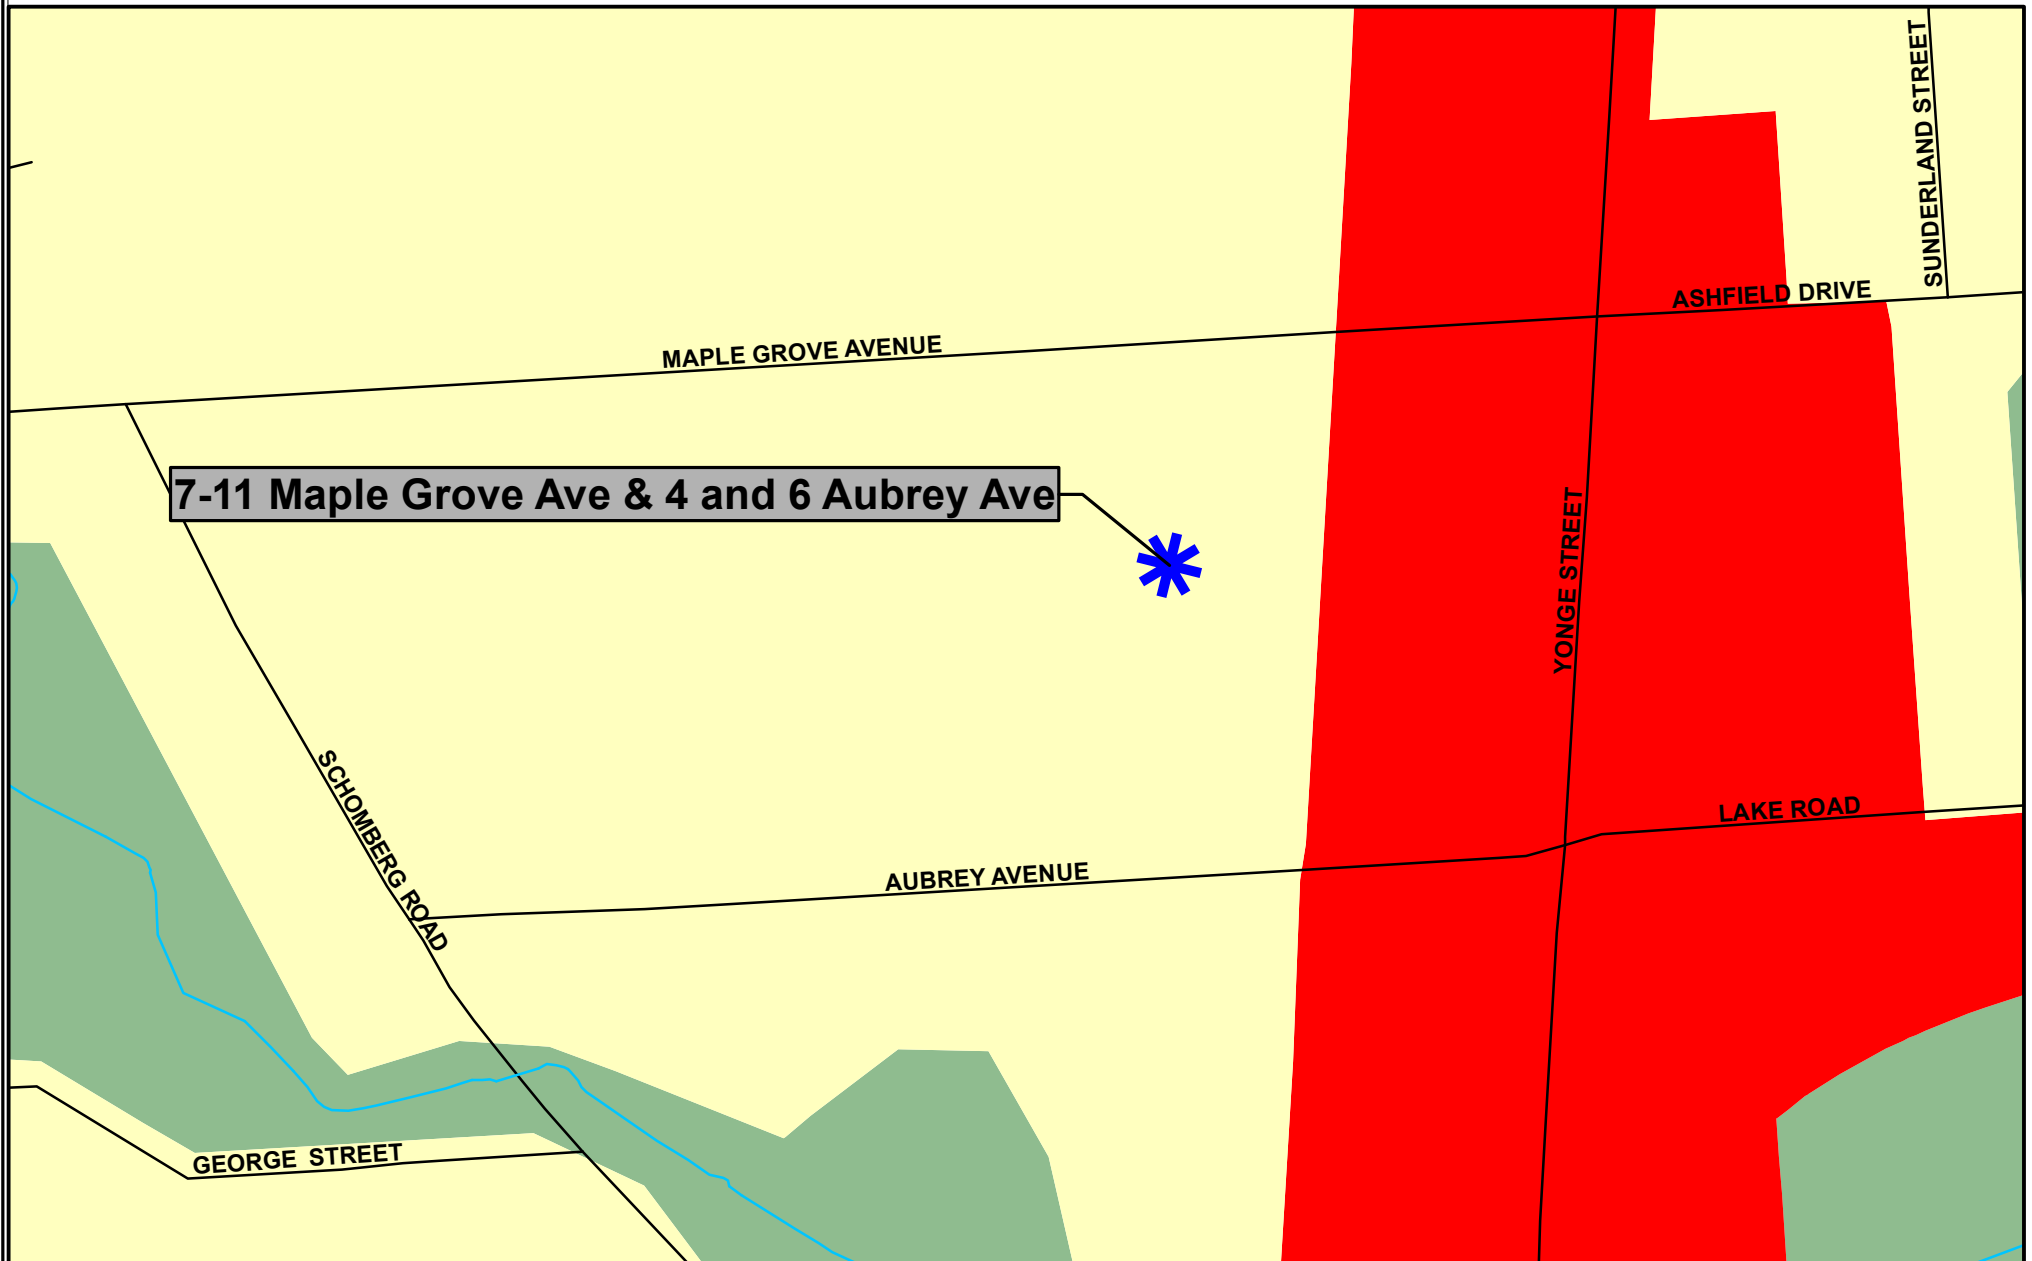 SUNDERLAND STREET
ASHFIELD DRIVE
MAPLE GROVE AVENUE
7-11 Maple Grove Ave & 4 and 6 Aubrey Ave
YONGE STREET
SCHOMBERG ROAD
LAKE ROAD
AUBREY AVENUE
GEORGE STREET